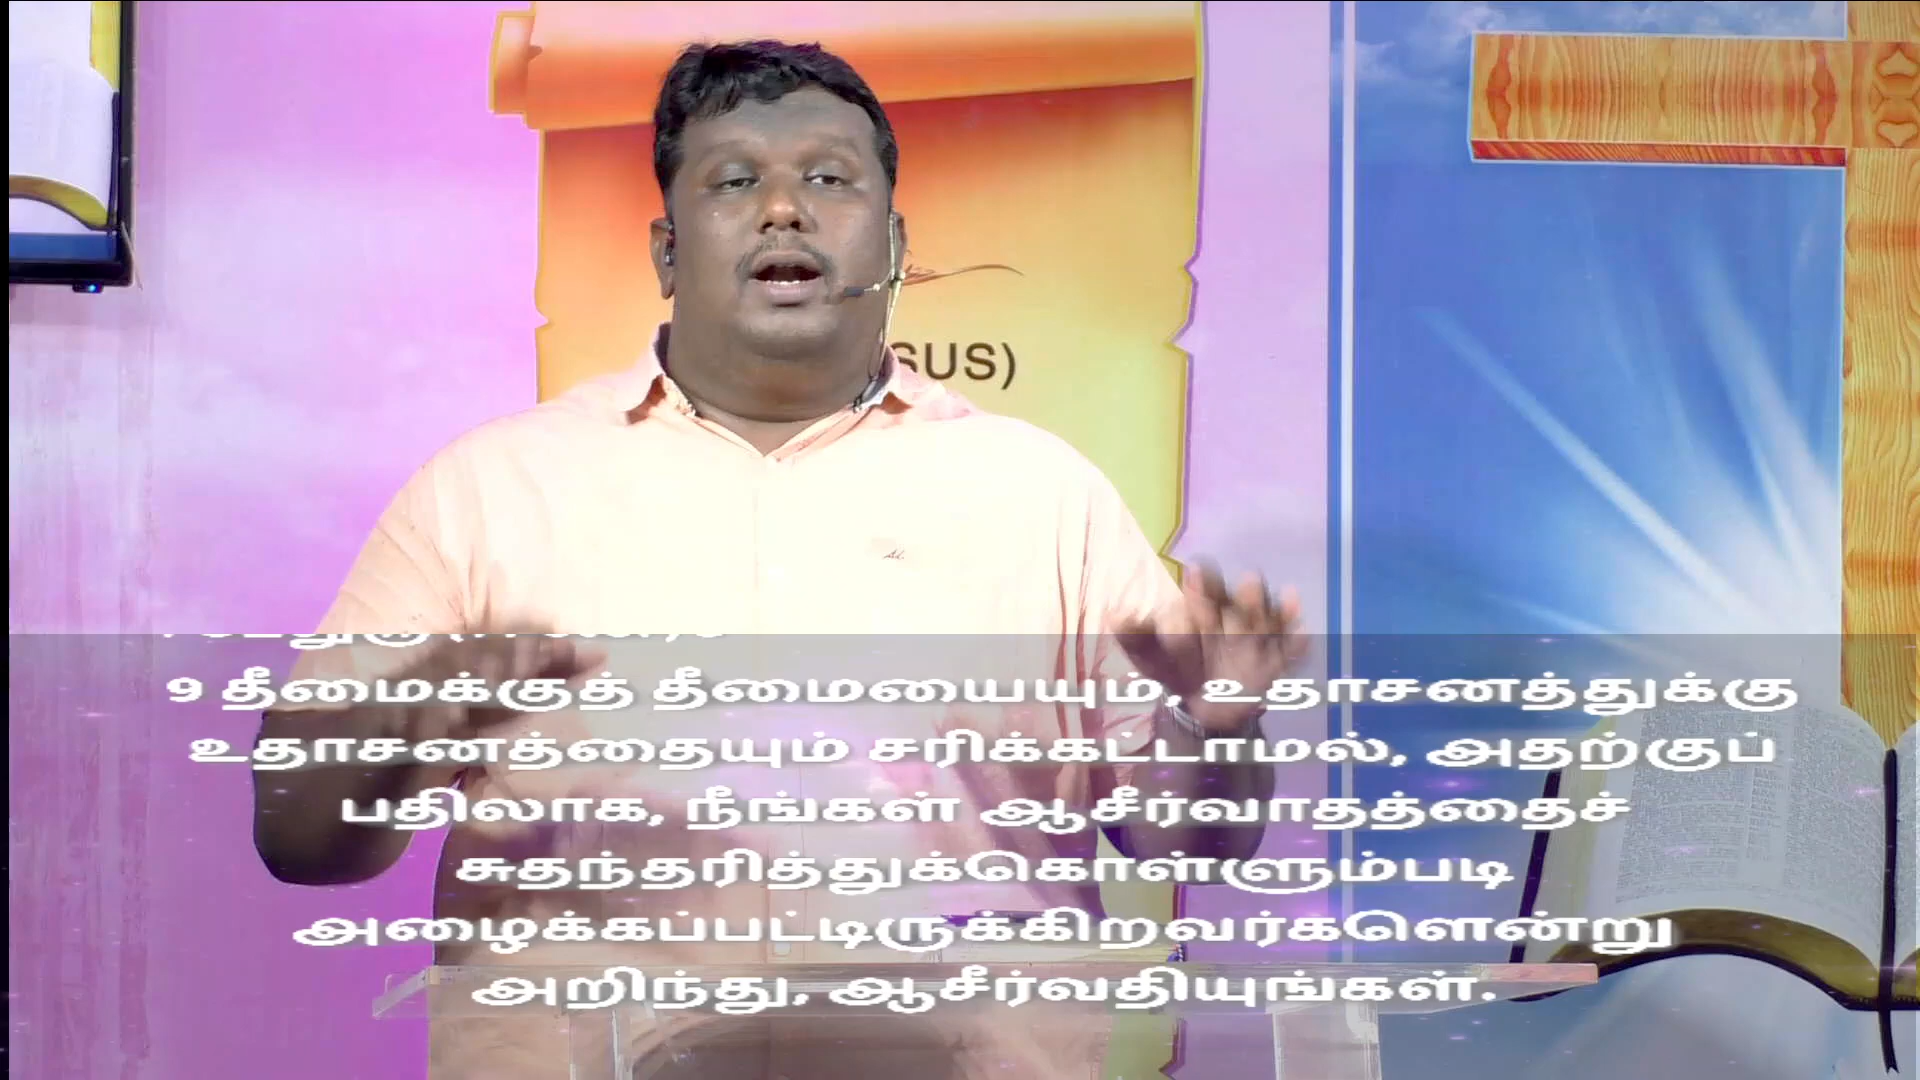 SUS)
9 தீமைக்குத் தீமையையும், உதாசனத்துக்கு
உதாசனத்தையும் சரிக்கட்டாமல், அதற்குப்
பதிலாக, நீங்கள் ஆசீர்வாதத்தைச்
சுதந்தரித்துக்கொள்ளும்படி
அழைக்கப்பட்டிருக்கிறவர்களென்று
அறிந்து, ஆசீர்வதியுங்கள்.